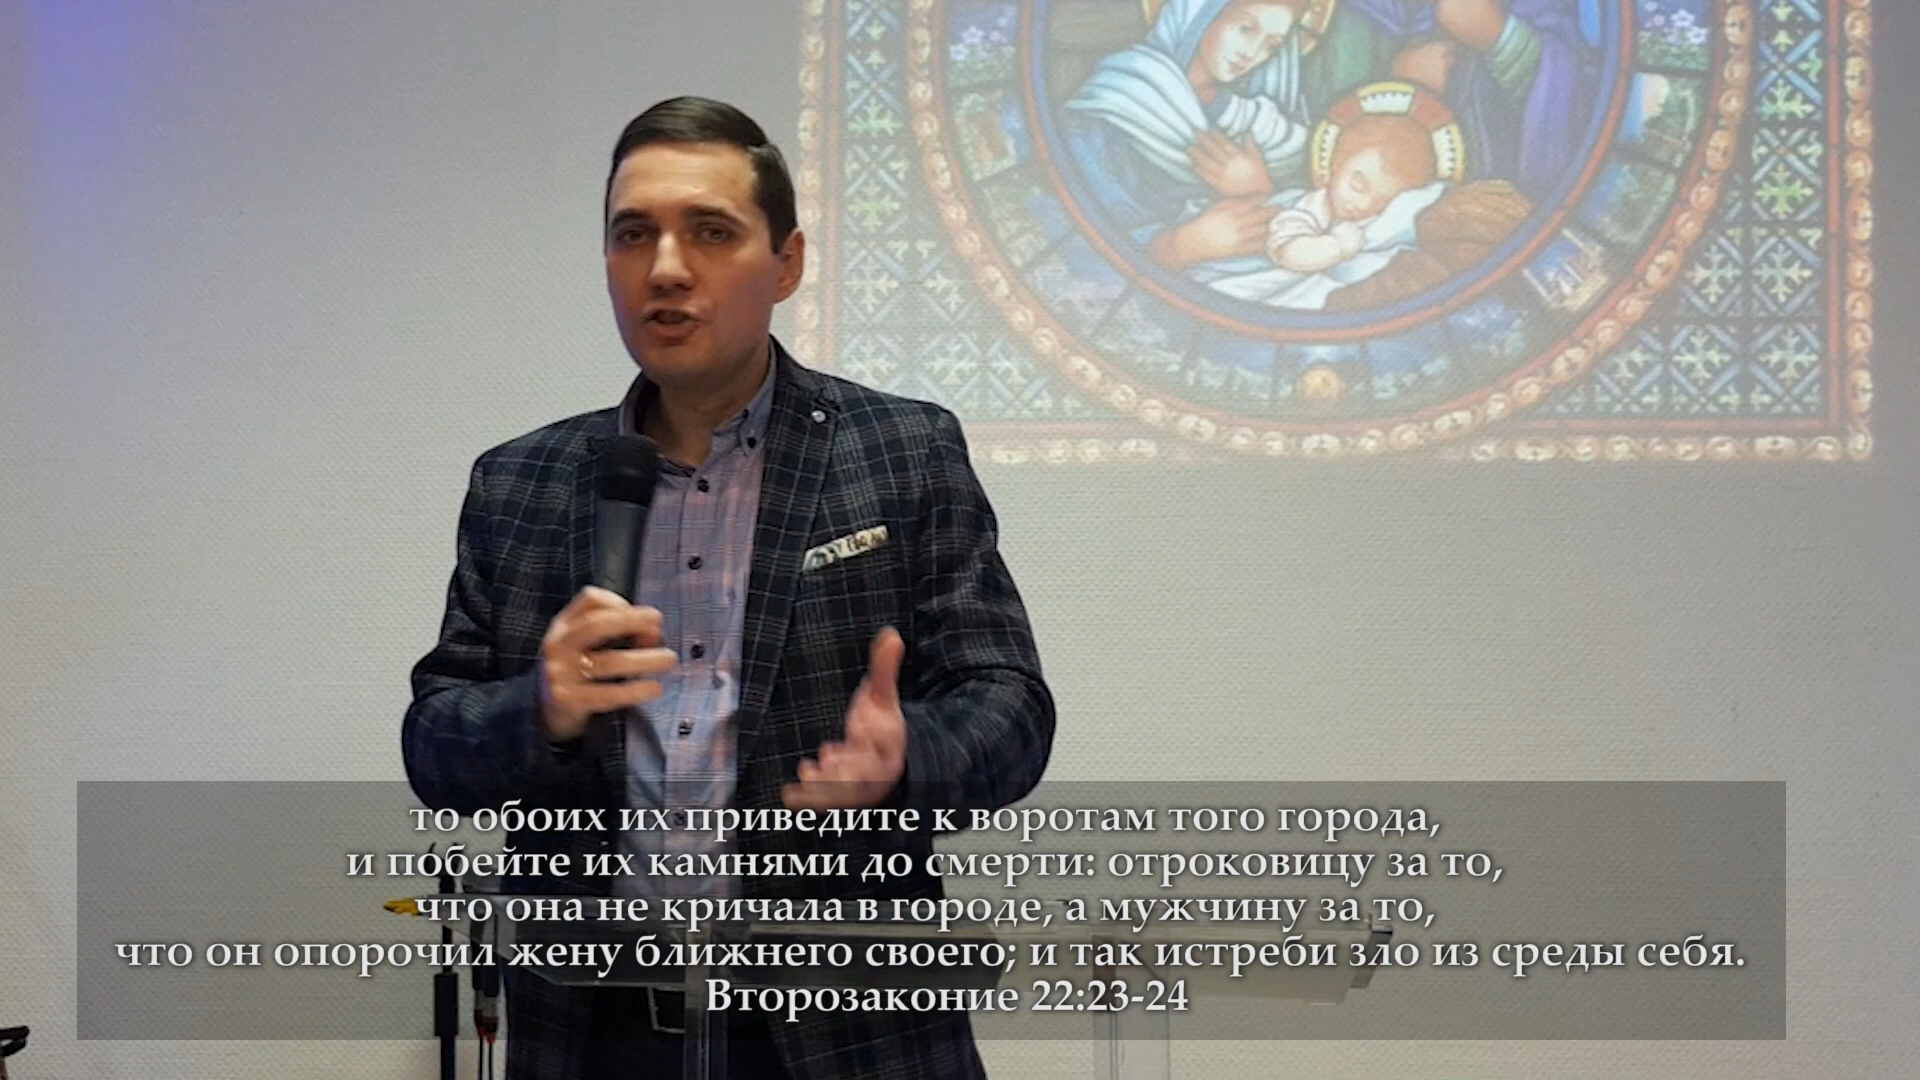 то обоих их приведите к воротам того города,
и побейте их камнями до смерти: отроковицу за то,
что она не кричала в городе, а мужчину за то,
что он опорочил жену ближнего своего; и так истреби зло из среды себя.
Второзаконие 22:23-24